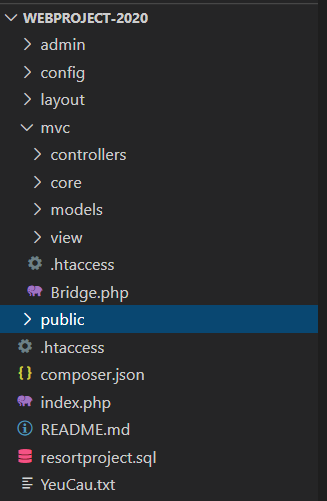 WEBPROJECT-2020
admin
config
layout
mvc
controllers
core
models
view
.htaccess
Bridge.php
public
.htaccess
composer.json
index.php
README.md
resortproject.sql
YeuCau.txt